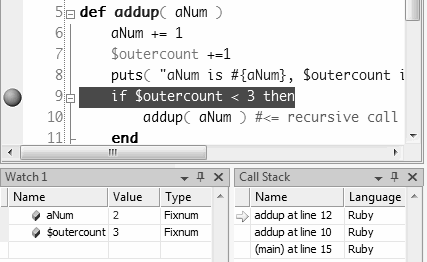 5 def addup( aNum )
6 aNum += 1
7 $outercount +=1
8 puts( "aNum is #{aNum}, $outercount i
9 if $outercount < 3 then
10 addup( aNum ) #<= recursive call
11 end
Watch 1
Name Value Type
aNum 2 Fixnum
$outercount 3 Fixnum
Call Stack
Name Language
addup at line 12 Ruby
addup at line 10 Ruby
(main) at line 15 Ruby